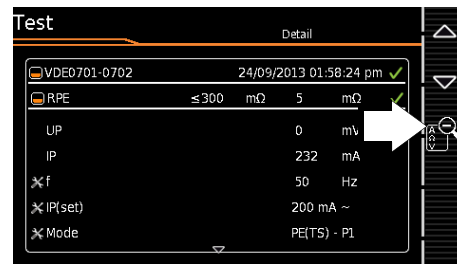 Test
Detail
VDE0701-0702 24/09/2013 01:58:24 pm
RPE ≤300 mΩ 5 mΩ
UP 0 mV
IP 232 mA
f 50 Hz
IP(set) 200 mA ~
Mode PE(TS) - P1
A
Ω
V